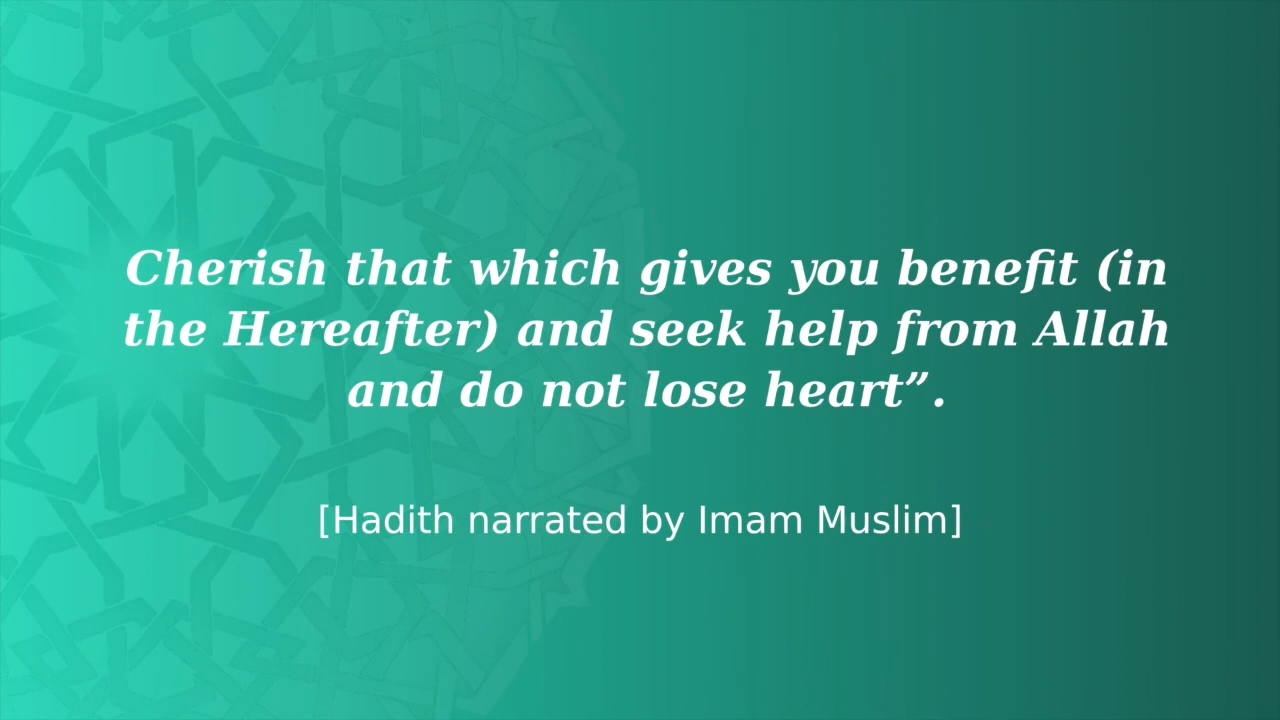 Cherish that which gives you benefit (in
the Hereafter) and seek help from Allah
and do not lose heart”.
[Hadith narrated by Imam Muslim]